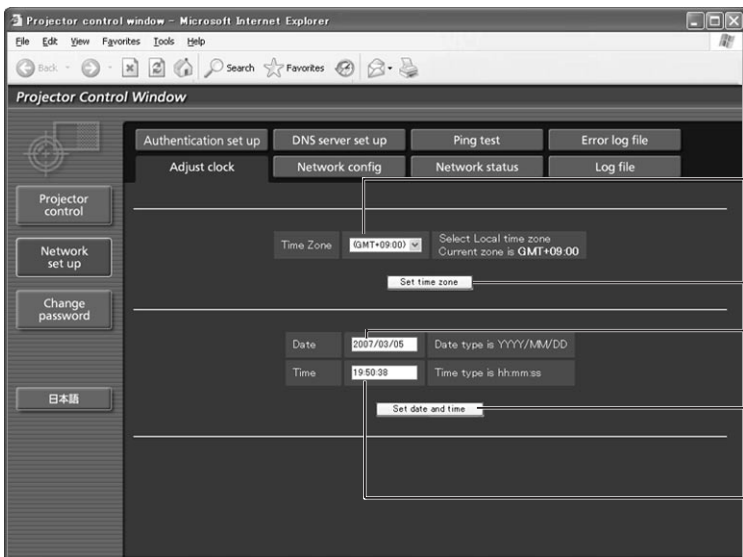 Projector control window - Microsoft Internet Explorer
File Edit View Favorites Tools Help
Back Search Favorites
Projector Control Window
Authentication set up DNS server set up Ping test Error log file
Adjust clock Network config Network status Log file
Projector
control
Network
set up
Change
password
日本語
Time Zone (GMT+09:00) Select Local time zone
Current zone is GMT+09:00
Set time zone
Date 2007/03/05 Date type is YYYY/MM/DD
Time 19:50:38 Time type is hh:mm:ss
Set date and time